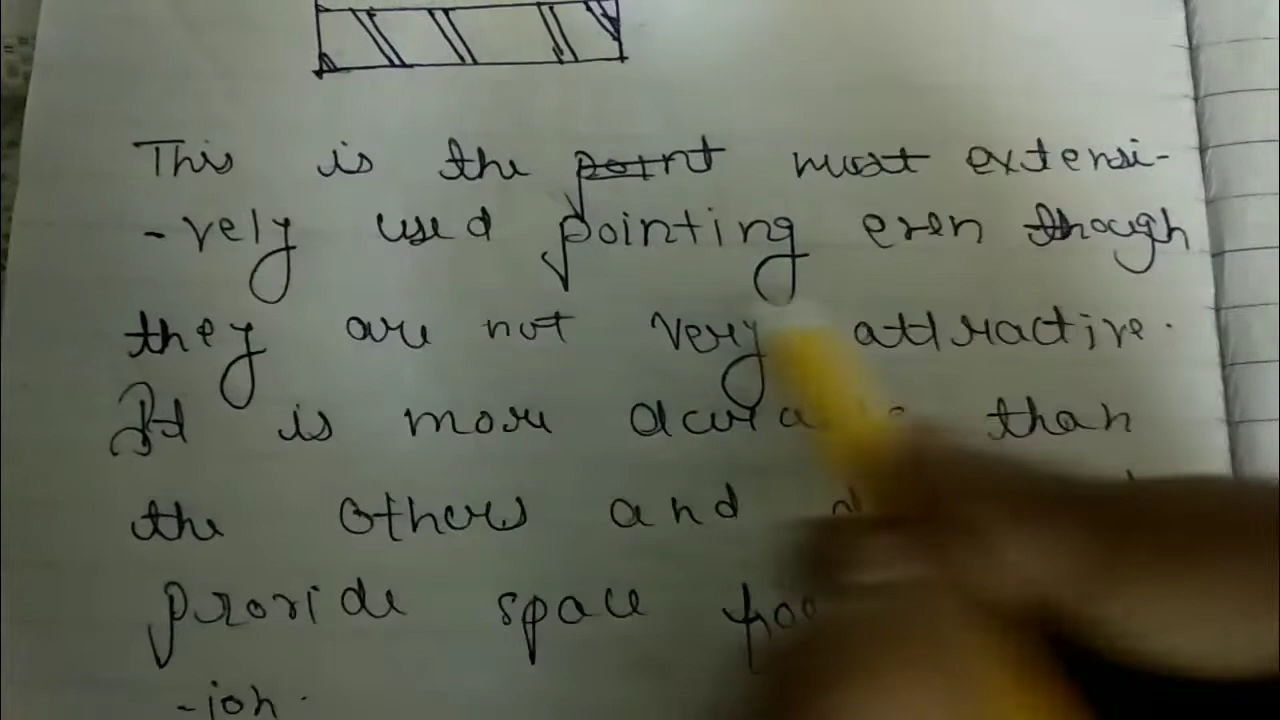 This is the point most extensi-
-vely used pointing even though
they are not very attractive.
It is more than
the others and
provide space
-ion.